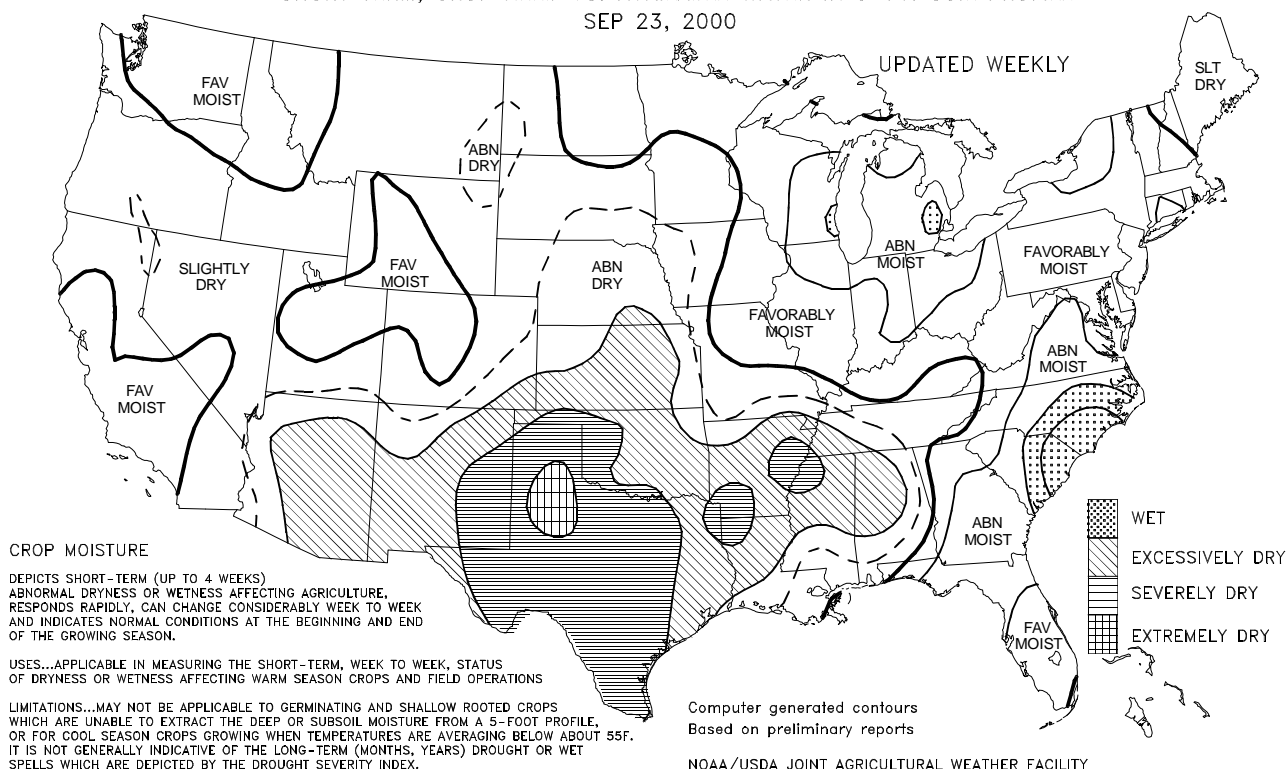 SEP 23, 2000
UPDATED WEEKLY
SLT
DRY
FAV
MOIST
ABN
DRY
SLIGHTLY
DRY
FAV
MOIST
ABN
DRY
ABN
MOIST
FAVORABLY
MOIST
FAVORABLY
MOIST
FAV
MOIST
ABN
MOIST
ABN
MOIST
FAV
MOIST
WET
EXCESSIVELY DRY
SEVERELY DRY
EXTREMELY DRY
CROP MOISTURE
DEPICTS SHORT-TERM (UP TO 4 WEEKS)
ABNORMAL DRYNESS OR WETNESS AFFECTING AGRICULTURE,
RESPONDS RAPIDLY, CAN CHANGE CONSIDERABLY WEEK TO WEEK
AND INDICATES NORMAL CONDITIONS AT THE BEGINNING AND END
OF THE GROWING SEASON.
USES...APPLICABLE IN MEASURING THE SHORT-TERM, WEEK TO WEEK, STATUS
OF DRYNESS OR WETNESS AFFECTING WARM SEASON CROPS AND FIELD OPERATIONS
LIMITATIONS...MAY NOT BE APPLICABLE TO GERMINATING AND SHALLOW ROOTED CROPS
WHICH ARE UNABLE TO EXTRACT THE DEEP OR SUBSOIL MOISTURE FROM A 5-FOOT PROFILE,
OR FOR COOL SEASON CROPS GROWING WHEN TEMPERATURES ARE AVERAGING BELOW ABOUT 55F.
IT IS NOT GENERALLY INDICATIVE OF THE LONG-TERM (MONTHS, YEARS) DROUGHT OR WET
SPELLS WHICH ARE DEPICTED BY THE DROUGHT SEVERITY INDEX.
Computer generated contours
Based on preliminary reports
NOAA/USDA JOINT AGRICULTURAL WEATHER FACILITY